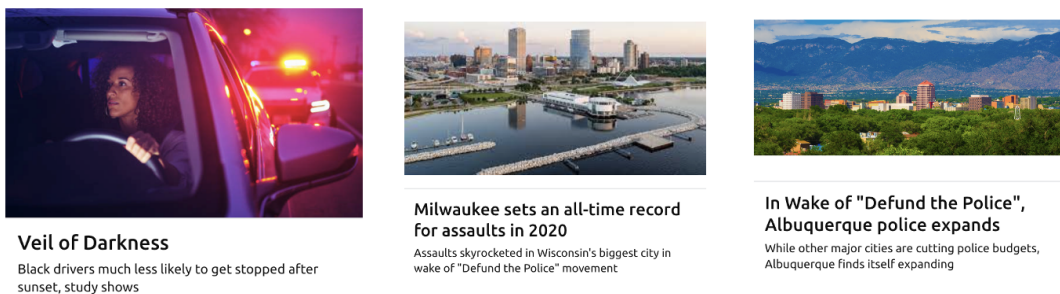 Veil of Darkness
Black drivers much less likely to get stopped after
sunset, study shows
Milwaukee sets an all-time record
for assaults in 2020
Assaults skyrocketed in Wisconsin's biggest city in
wake of "Defund the Police" movement
In Wake of "Defund the Police",
Albuquerque police expands
While other major cities are cutting police budgets,
Albuquerque finds itself expanding